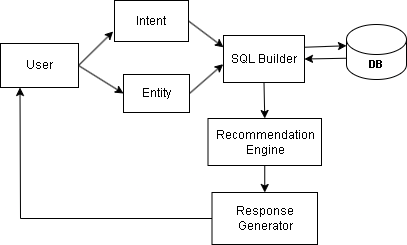 Intent
User
SQL Builder
DB
Entity
Recommendation
Engine
Response
Generator